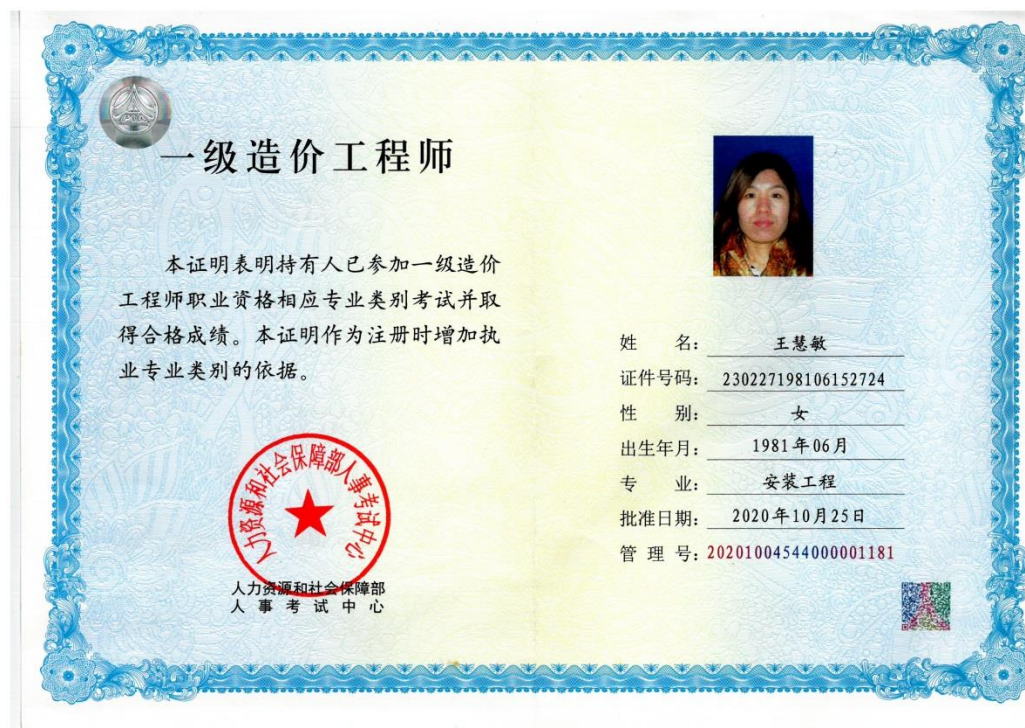 一级造价工程师
本证明表明持有人已参加一级造价
工程师职业资格相应专业类别考试并取
得合格成绩。本证明作为注册时增加执
业专业类别的依据。
人力资源和社会保障部人事考试中心
人力资源和社会保障部
人事考试中心
姓名：王慧敏
证件号码：230227198106152724
性别：女
出生年月：1981年06月
专业：安装工程
批准日期：2020年10月25日
管理号：20201004544000001181